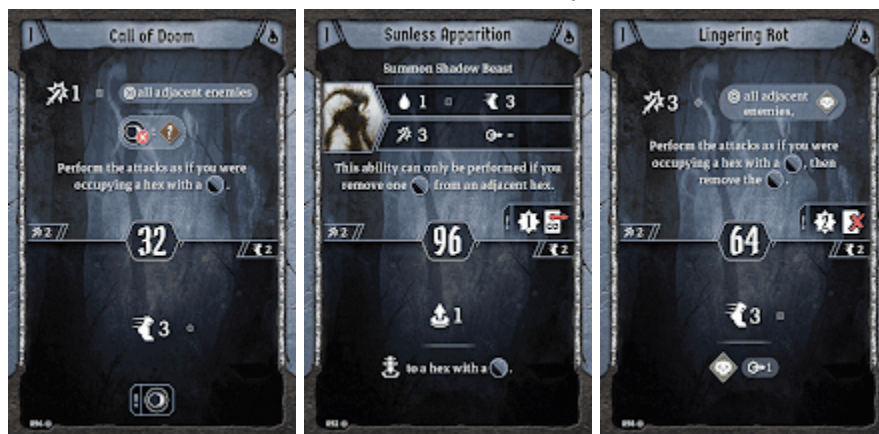 I
Call of Doom
1
all adjacent enemies
:
Perform the attacks as if you were
occupying a hex with a .
2
32
2
3
I
Sunless Apparition
Summon Shadow Beast
1
3
3
-
This ability can only be performed if you
remove one from an adjacent hex.
1
2
96
2
1
to a hex with a .
I
Lingering Rot
3
all adjacent
enemies,
Perform the attacks as if you were
occupying a hex with a , then
remove the .
2
2
64
2
3
1